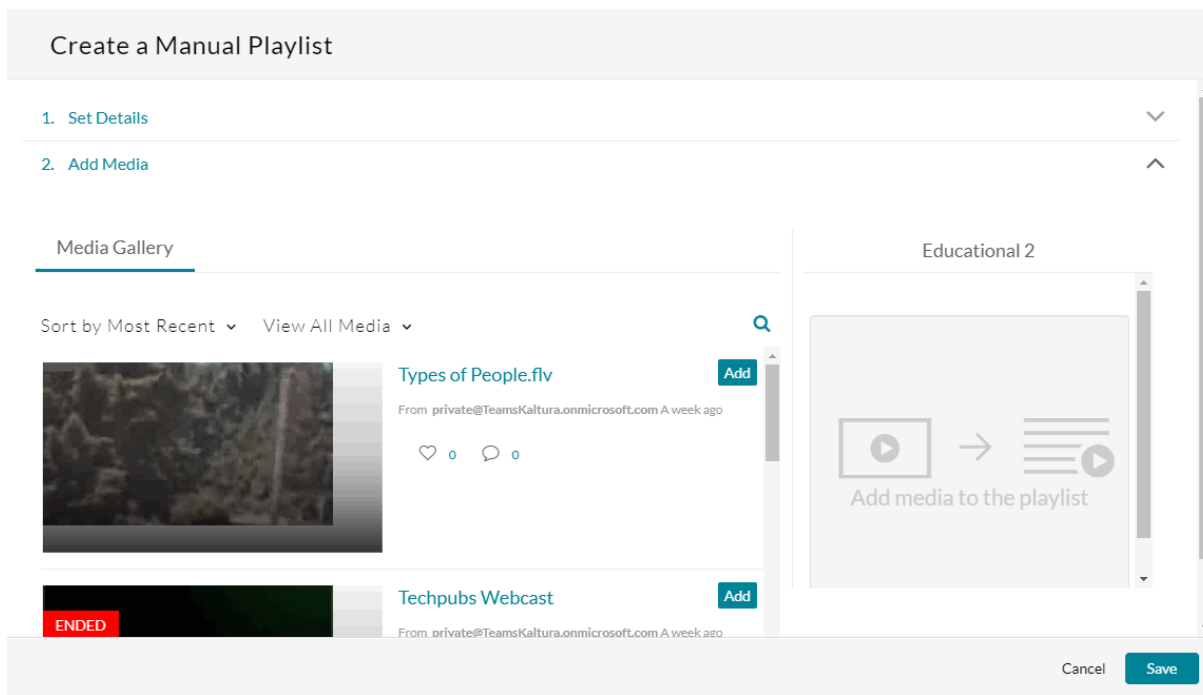 Create a Manual Playlist
1. Set Details
2. Add Media
Media Gallery
Educational 2
Sort by Most Recent
View All Media
Types of People.flv
Add
From private@TeamsKaltura.onmicrosoft.com A week ago
0 0
Add media to the playlist
ENDED
Techpubs Webcast
Add
From private@TeamsKaltura.onmicrosoft.com A week ago
Cancel
Save